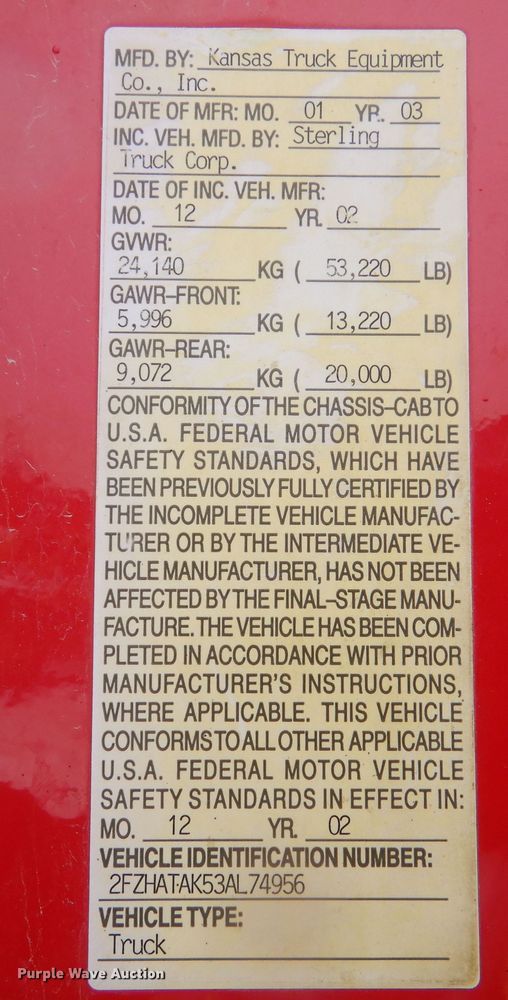 MFD. BY: Kansas Truck Equipment
Co., Inc.
DATE OF MFR: MO. 01 YR. 03
INC. VEH. MFD. BY: Sterling
Truck Corp.
DATE OF INC. VEH. MFR:
MO. 12 YR. 02
GVWR:
24,140 KG ( 53,220 LB)
GAWR-FRONT:
5,996 KG ( 13,220 LB)
GAWR-REAR:
9,072 KG ( 20,000 LB)
CONFORMITY OF THE CHASSIS-CAB TO
U.S.A. FEDERAL MOTOR VEHICLE
SAFETY STANDARDS, WHICH HAVE
BEEN PREVIOUSLY FULLY CERTIFIED BY
THE INCOMPLETE VEHICLE MANUFAC-
TURER OR BY THE INTERMEDIATE VE-
HICLE MANUFACTURER, HAS NOT BEEN
AFFECTED BY THE FINAL-STAGE MANU-
FACTURE. THE VEHICLE HAS BEEN COM-
PLETED IN ACCORDANCE WITH PRIOR
MANUFACTURER'S INSTRUCTIONS,
WHERE APPLICABLE. THIS VEHICLE
CONFORMS TO ALL OTHER APPLICABLE
U.S.A. FEDERAL MOTOR VEHICLE
SAFETY STANDARDS IN EFFECT IN:
MO. 12 YR. 02
VEHICLE IDENTIFICATION NUMBER:
2FZHATAK53AL74956
VEHICLE TYPE:
Truck
Purple Wave Auction